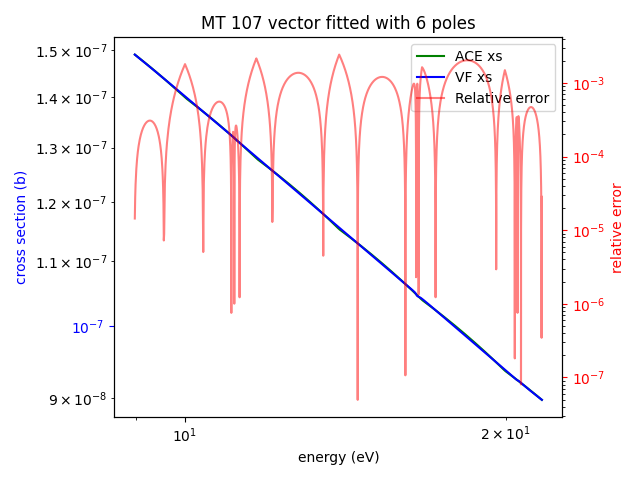 MT 107 vector fitted with 6 poles
ACE xs
VF xs
Relative error
cross section (b)
1.5 × 10⁻⁷
1.4 × 10⁻⁷
1.3 × 10⁻⁷
1.2 × 10⁻⁷
1.1 × 10⁻⁷
10⁻⁷
9 × 10⁻⁸
10⁻³
10⁻⁴
10⁻⁵
10⁻⁶
10⁻⁷
relative error
10¹
2 × 10¹
energy (eV)